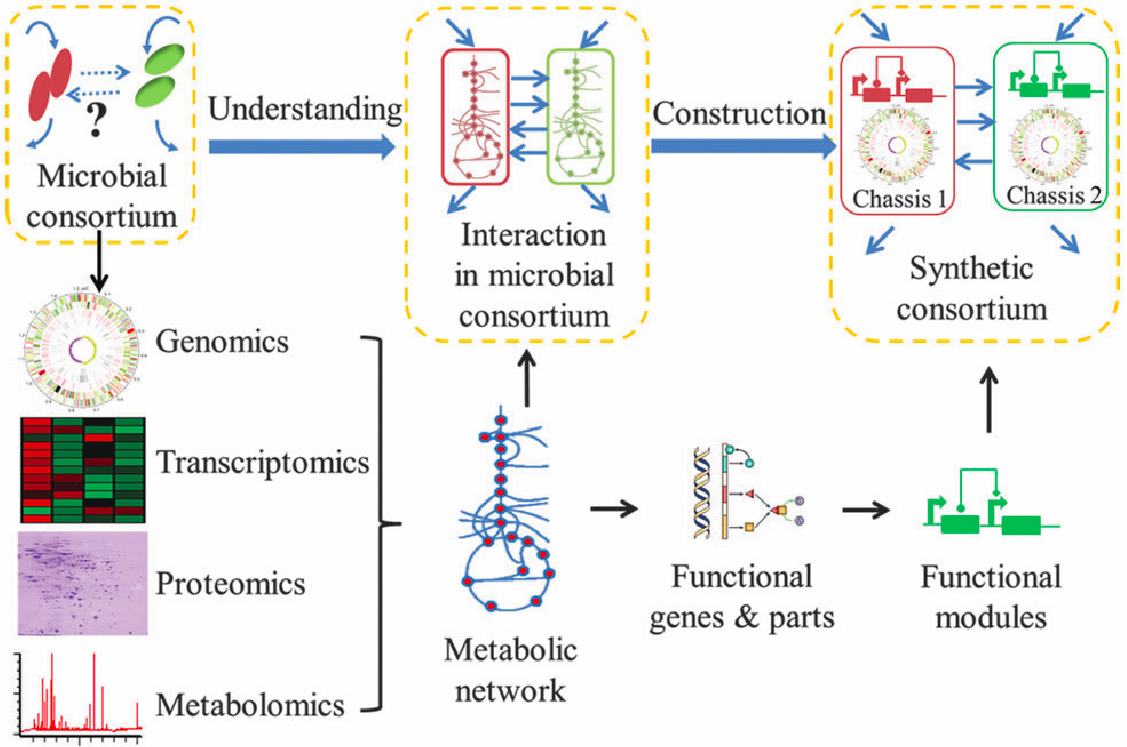 Understanding
Construction
?
Microbial
consortium
Interaction
in microbial
consortium
Chassis 1
Chassis 2
Synthetic
consortium
Genomics
Transcriptomics
Proteomics
Metabolomics
Metabolic
network
Functional
genes & parts
Functional
modules